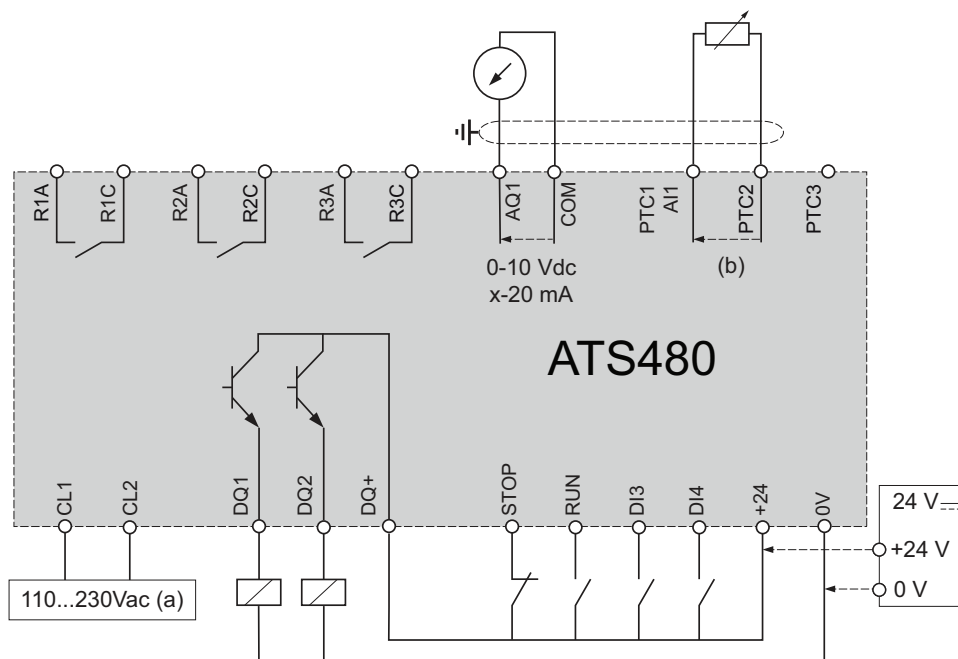 R1A
R1C
R2A
R2C
R3A
R3C
AQ1
COM
PTC1
AI1
PTC2
PTC3
0-10 Vdc
x-20 mA
(b)
ATS480
CL1
CL2
DQ1
DQ2
DQ+
STOP
RUN
DI3
DI4
+24
0V
24 V
+24 V
0 V
110...230Vac (a)